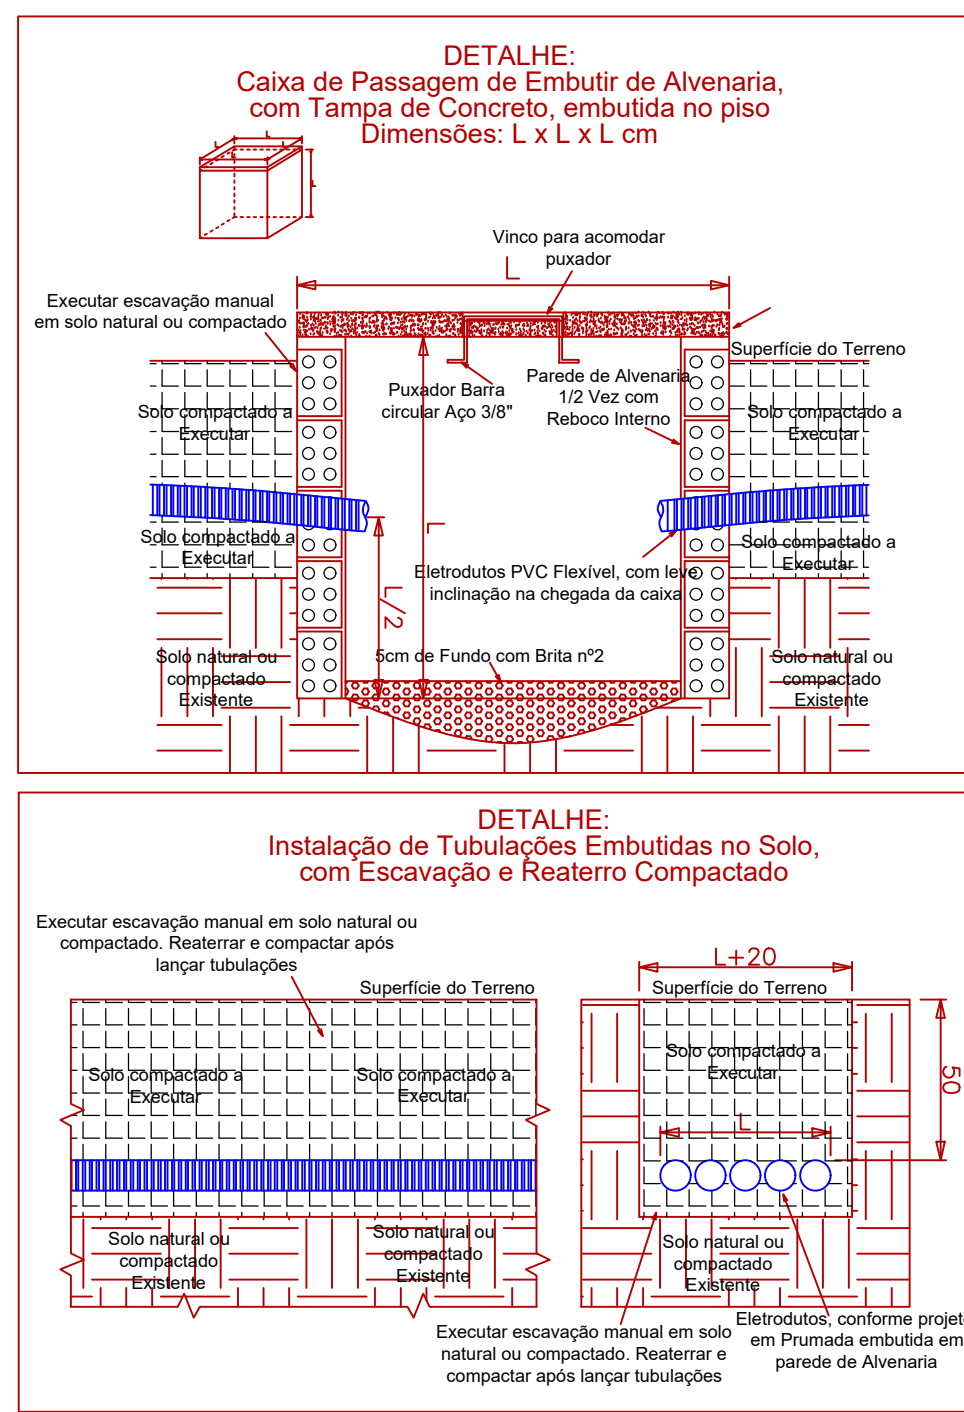 DETALHE:
Caixa de Passagem de Embutir de Alvenaria,
com Tampa de Concreto, embutida no piso
Dimensões: L x L x L cm
L
L
L
L
L
Vinco para acomodar
puxador
L
Executar escavação manual
em solo natural ou compactado
Superfície do Terreno
Puxador Barra
circular Aço 3/8"
Parede de Alvenaria
1/2 Vez com
Reboco Interno
Solo compactado a
Executar
Solo compactado a
Executar
L
Solo compactado a
Executar
Solo compactado a
Executar
Eletrodutos PVC Flexível, com leve
inclinação na chegada da caixa
L/2
5cm de Fundo com Brita nº2
Solo natural ou
compactado
Existente
Solo natural ou
compactado
Existente
DETALHE:
Instalação de Tubulações Embutidas no Solo,
com Escavação e Reaterro Compactado
Executar escavação manual em solo natural ou
compactado. Reaterrar e compactar após
lançar tubulações
Superfície do Terreno
L+20
Superfície do Terreno
Solo compactado a
Executar
Solo compactado a
Executar
Solo compactado a
Executar
50
L
Solo natural ou
compactado
Existente
Solo natural ou
compactado
Existente
Solo natural ou
compactado
Existente
Executar escavação manual em solo
natural ou compactado. Reaterrar e
compactar após lançar tubulações
Eletrodutos, conforme projet
em Prumada embutida em
parede de Alvenaria